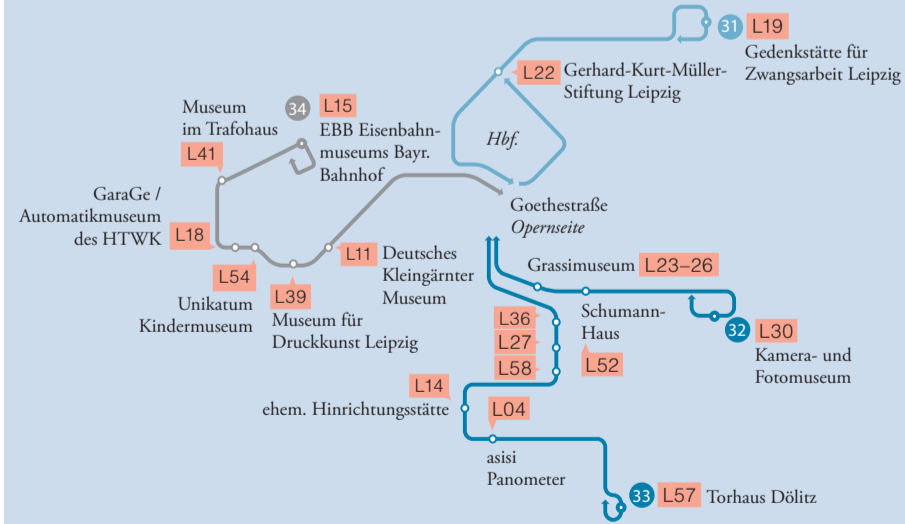 31 L19
Gedenkstätte für
Zwangsarbeit Leipzig
L22 Gerhard-Kurt-Müller-
Stiftung Leipzig
Hbf.
Museum
im Trafohaus
L41
34 L15
EBB Eisenbahn-
museums Bayr.
Bahnhof
GaraGe /
Automatikmuseum
des HTWK L18
L54
Unikatum
Kindermuseum
L39
Museum für
Druckkunst Leipzig
L11 Deutsches
Kleingärnter
Museum
Goethestraße
Opernseite
Grassimuseum L23–26
Schumann-
Haus
L52
32 L30
Kamera- und
Fotomuseum
L36
L27
L58
L14
ehem. Hinrichtungsstätte
L04
asisi
Panometer
33 L57 Torhaus Dölitz